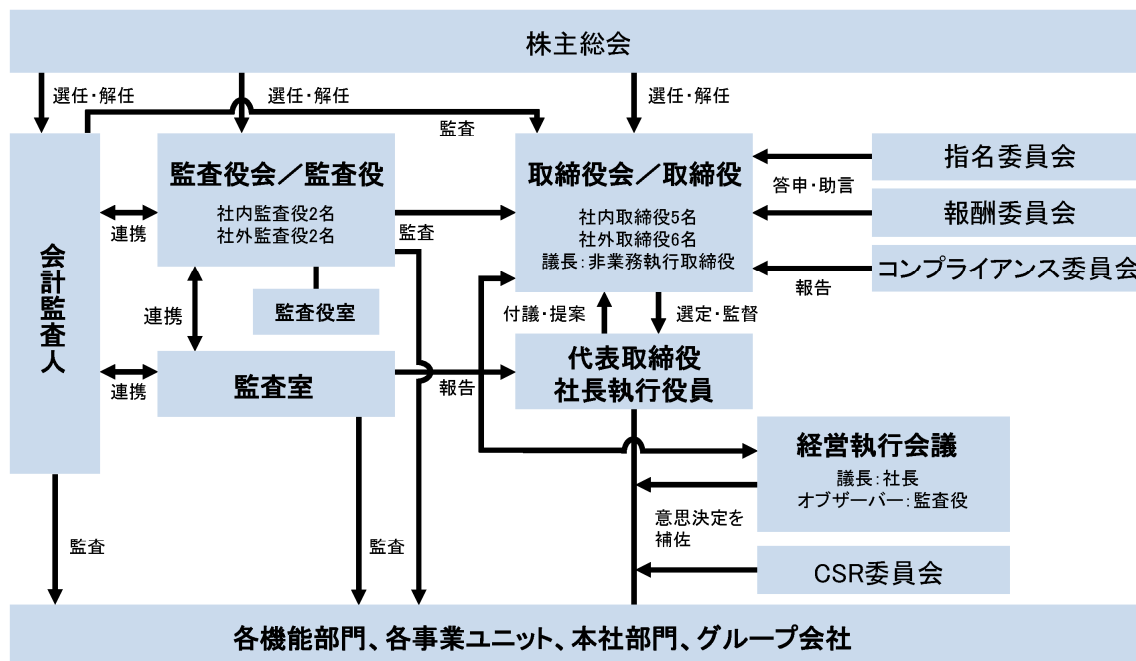 株主総会
選任・解任
選任・解任
選任・解任
監査
会計監査人
監査役会／監査役
社内監査役2名
社外監査役2名
取締役会／取締役
社内取締役5名
社外取締役6名
議長：非業務執行取締役
指名委員会
答申・助言
報酬委員会
コンプライアンス委員会
報告
連携
監査
監査役室
連携
付議・提案
選定・監督
監査室
連携
報告
代表取締役
社長執行役員
経営執行会議
議長：社長
オブザーバー：監査役
意思決定を
補佐
CSR委員会
監査
監査
各機能部門、各事業ユニット、本社部門、グループ会社